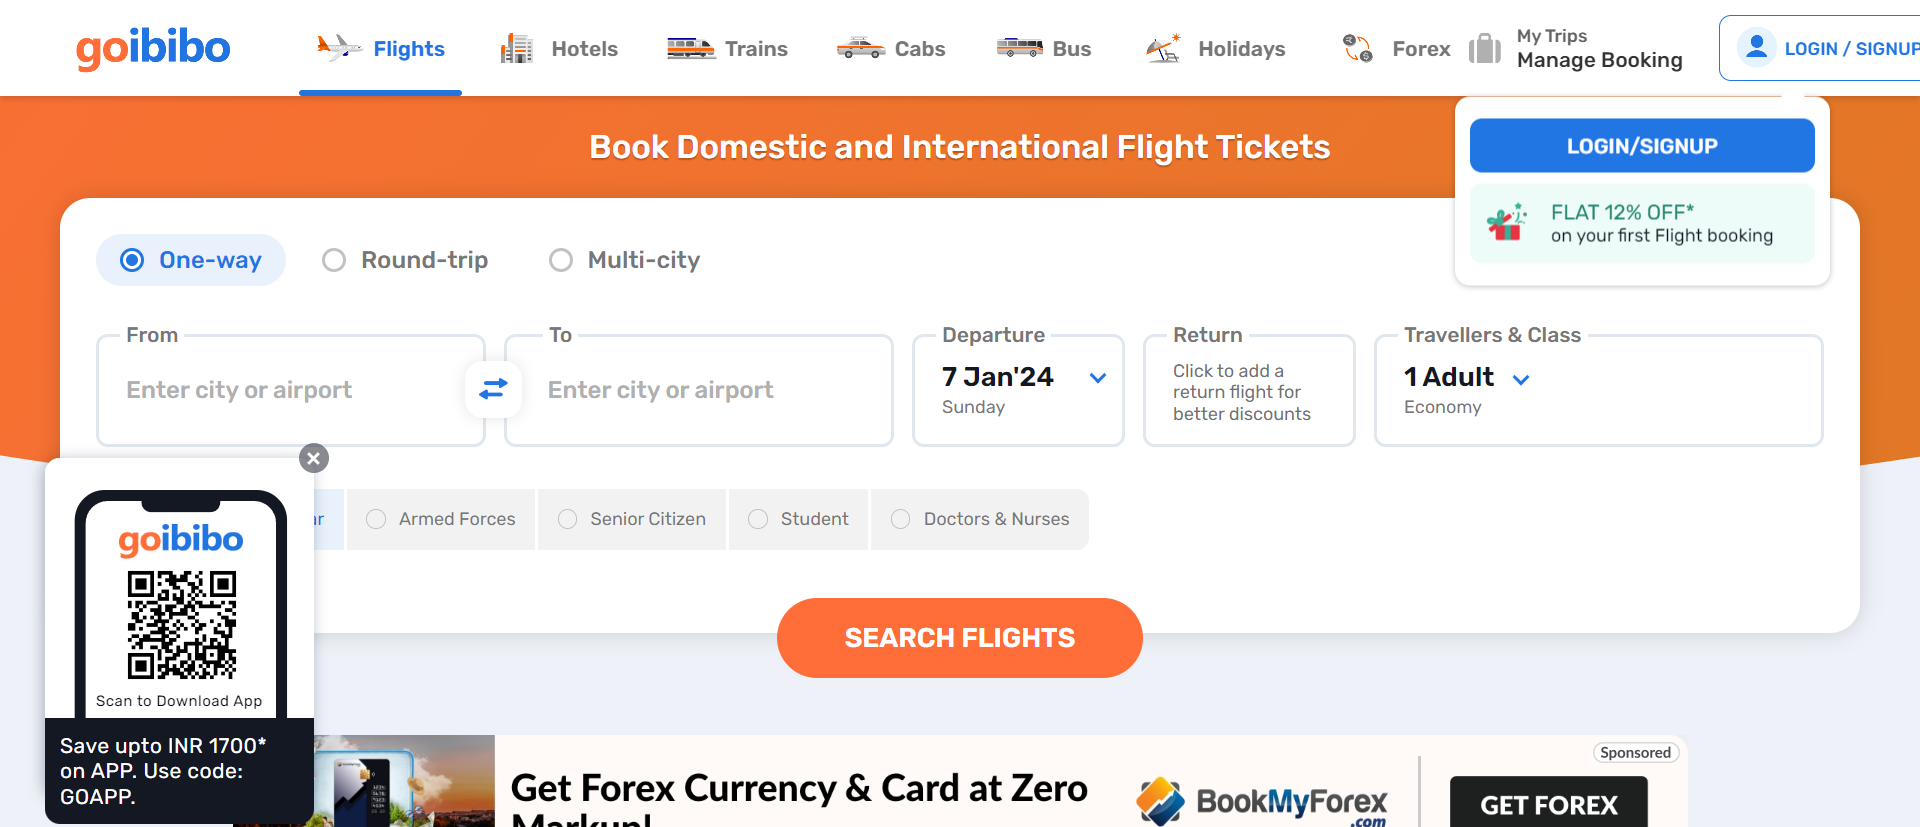 goibibo
Flights
Hotels
Trains
Cabs
Bus
Holidays
Forex
My Trips
Manage Booking
LOGIN / SIGNUP
Book Domestic and International Flight Tickets
LOGIN/SIGNUP
FLAT 12% OFF*
on your first Flight booking
One-way
Round-trip
Multi-city
From
Enter city or airport
To
Enter city or airport
Departure
7 Jan'24
Sunday
Return
Click to add a
return flight for
better discounts
Travellers & Class
1 Adult
Economy
Armed Forces
Senior Citizen
Student
Doctors & Nurses
SEARCH FLIGHTS
goibibo
Scan to Download App
Save upto INR 1700*
on APP. Use code:
GOAPP.
Sponsored
Get Forex Currency & Card at Zero
Markup!
BookMyForex
.com
GET FOREX